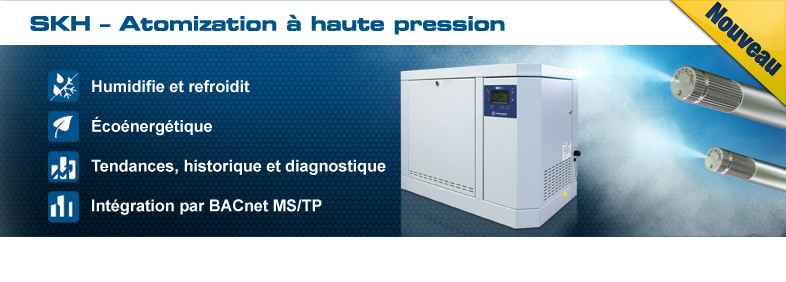 SKH – Atomization à haute pression
Nouveau
Humidifie et refroidit
Écoénergétique
Tendances, historique et diagnostique
Intégration par BACnet MS/TP